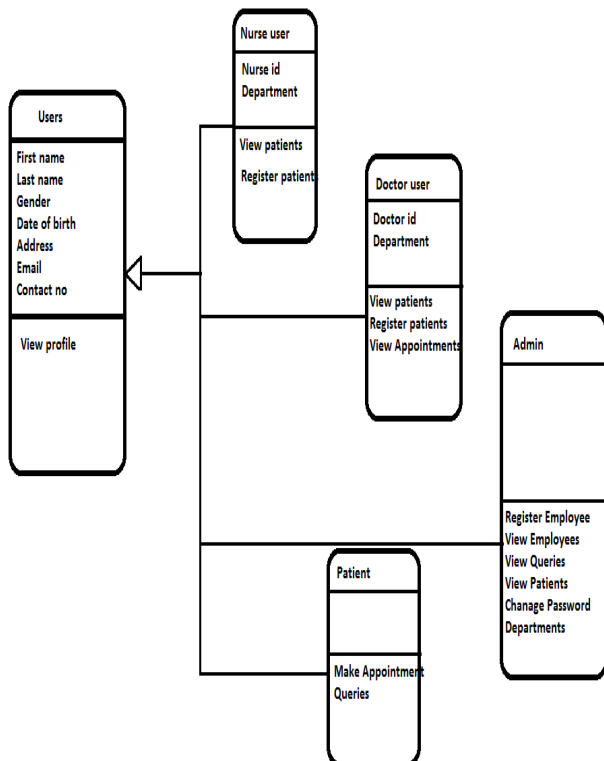 Users
First name
Last name
Gender
Date of birth
Address
Email
Contact no
View profile
Nurse user
Nurse id
Department
View patients
Register patients
Doctor user
Doctor id
Department
View patients
Register patients
View Appointments
Admin
Register Employee
View Employees
View Queries
View Patients
Chanage Password
Departments
Patient
Make Appointment
Queries